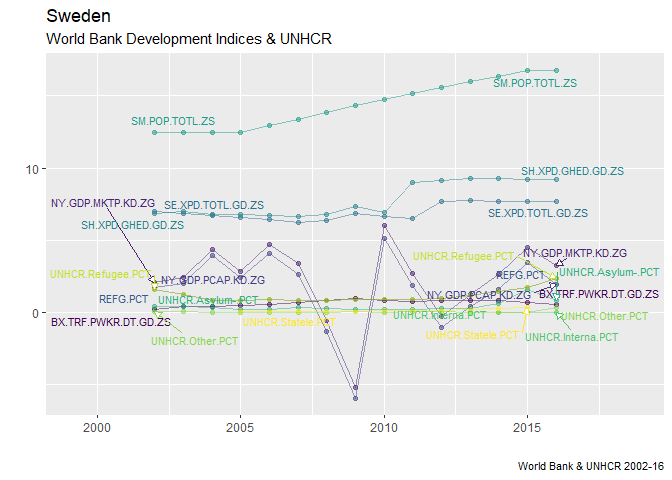 Sweden
World Bank Development Indices & UNHCR
SM.POP.TOTL.ZS
SM.POP.TOTL.ZS
10
SH.XPD.GHED.GD.ZS
NY.GDP.MKTP.KD.ZG
SE.XPD.TOTL.GD.ZS
SE.XPD.TOTL.GD.ZS
SH.XPD.GHED.GD.ZS
NY.GDP.MKTP.KD.ZG
UNHCR.Refugee.PCT
UNHCR.Refugee.PCT
REFG.PCT
UNHCR.Asylum-.PCT
NY.GDP.PCAP.KD.ZG
REFG.PCT
UNHCR.Asylum.PCT
NY.GDP.PCAP.KD.ZG
BX.TRF.PWKR.DT.GD.ZS
0
BX.TRF.PWKR.DT.GD.ZS
UNHCR.Statele.PCT
UNHCR.Interna.PCT
UNHCR.Other.PCT
UNHCR.Other.PCT
UNHCR.Statele.PCT
UNHCR.Interna.PCT
2000
2005
2010
2015
World Bank & UNHCR 2002-16